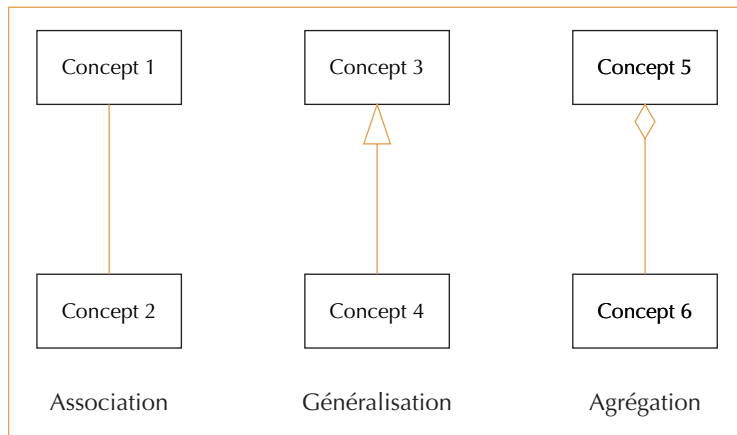 Concept 1
Concept 3
Concept 5
Concept 2
Concept 4
Concept 6
Association
Généralisation
Agrégation